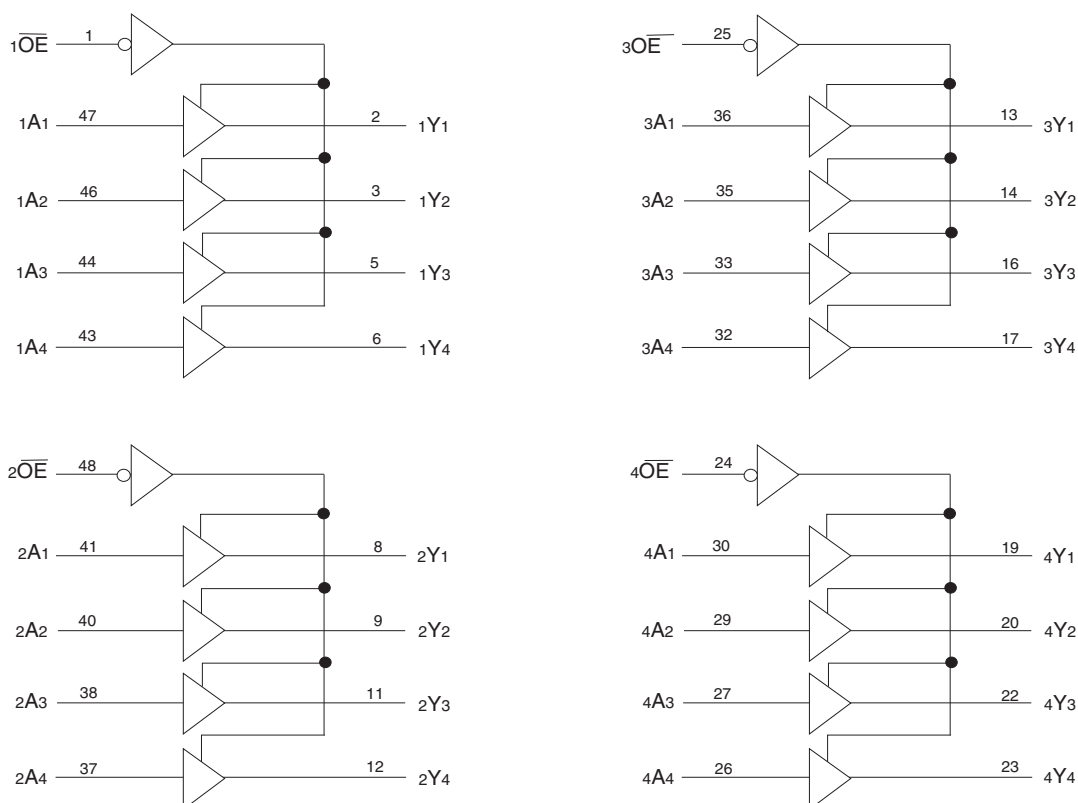 1OE 1 3OE 25
1A1 47 2 1Y1 3A1 36 13 3Y1
1A2 46 3 1Y2 3A2 35 14 3Y2
1A3 44 5 1Y3 3A3 33 16 3Y3
1A4 43 6 1Y4 3A4 32 17 3Y4
2OE 48 4OE 24
2A1 41 8 2Y1 4A1 30 19 4Y1
2A2 40 9 2Y2 4A2 29 20 4Y2
2A3 38 11 2Y3 4A3 27 22 4Y3
2A4 37 12 2Y4 4A4 26 23 4Y4